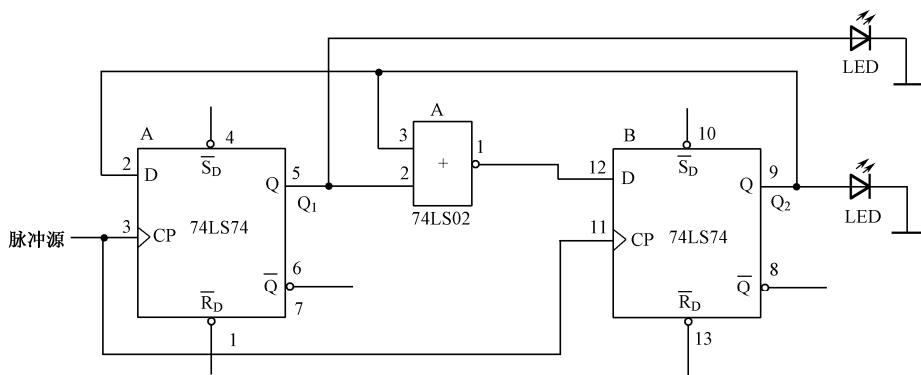 LED
A
4
A
B
10
2
D
S̅D
Q
5
Q1
3
2
+
1
74LS02
12
D
S̅D
Q
9
Q2
LED
脉冲源
3
CP
74LS74
11
CP
74LS74
Q̅
6
7
Q̅
8
R̅D
1
R̅D
13